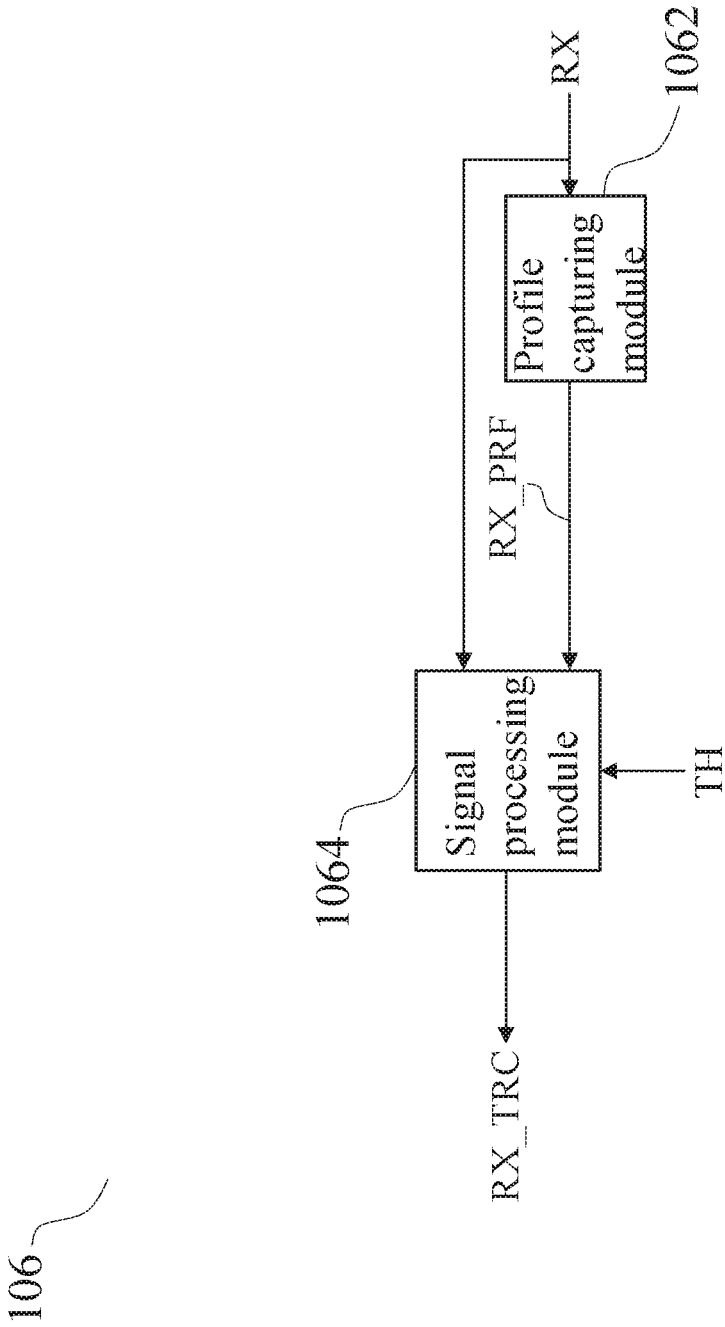 106
1064
RX_TRC
Signal
processing
module
TH
RX_PRF
Profile
capturing
module
RX
1062